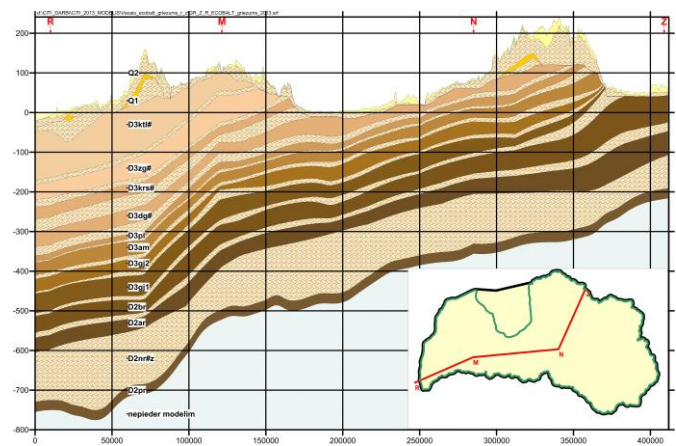 R M N Z
200
100
0
-100
-200
-300
-400
-500
-600
-700
-800
Q2
Q1
D3ktl#
D3zg#
D3krs#
D3dg#
D3pl
D3am
D3gj2
D3gj1
D2br
D2ar
D2nr#z
D2pr
nepieder modelim
R
M
N
0 50000 100000 150000 200000 250000 300000 350000 400000